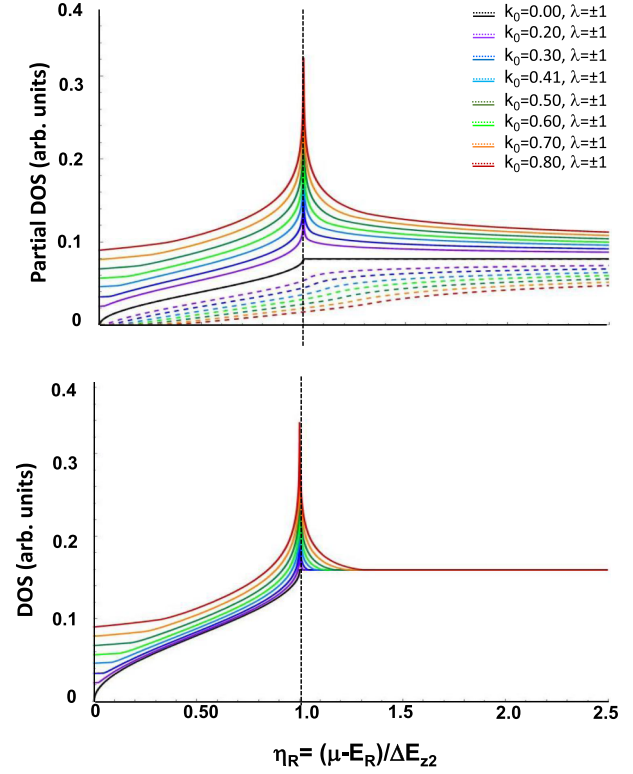 k₀=0.00, λ=±1
k₀=0.20, λ=±1
k₀=0.30, λ=±1
k₀=0.41, λ=±1
k₀=0.50, λ=±1
k₀=0.60, λ=±1
k₀=0.70, λ=±1
k₀=0.80, λ=±1
Partial DOS (arb. units)
0.4
0.3
0.2
0.1
0
DOS (arb. units)
0.4
0.3
0.2
0.1
0
0 0.50 1.0 1.5 2.0 2.5
η_R= (μ-E_R)/ΔE_z2